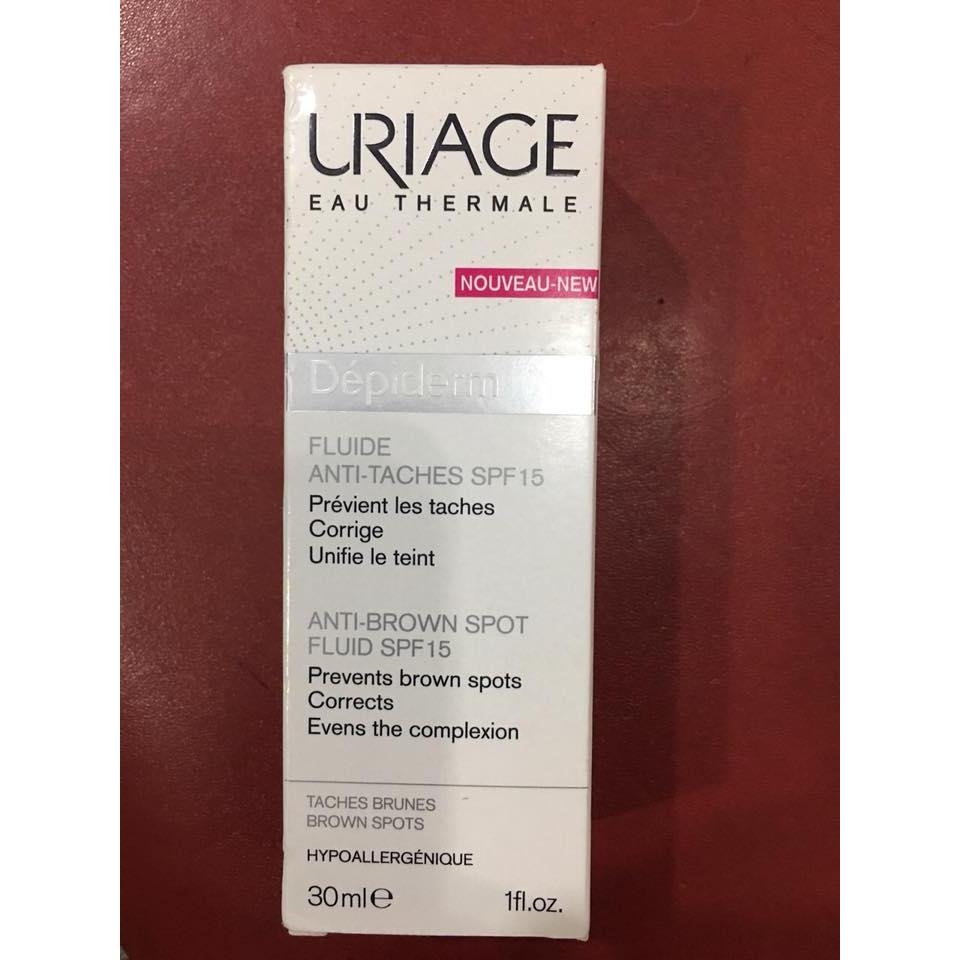 URIAGE
EAU THERMALE
NOUVEAU-NEW
Dépiderm
FLUIDE
ANTI-TACHES SPF15
Prévient les taches
Corrige
Unifie le teint
ANTI-BROWN SPOT
FLUID SPF15
Prevents brown spots
Corrects
Evens the complexion
TACHES BRUNES
BROWN SPOTS
HYPOALLERGÉNIQUE
30ml℮ 1fl.oz.